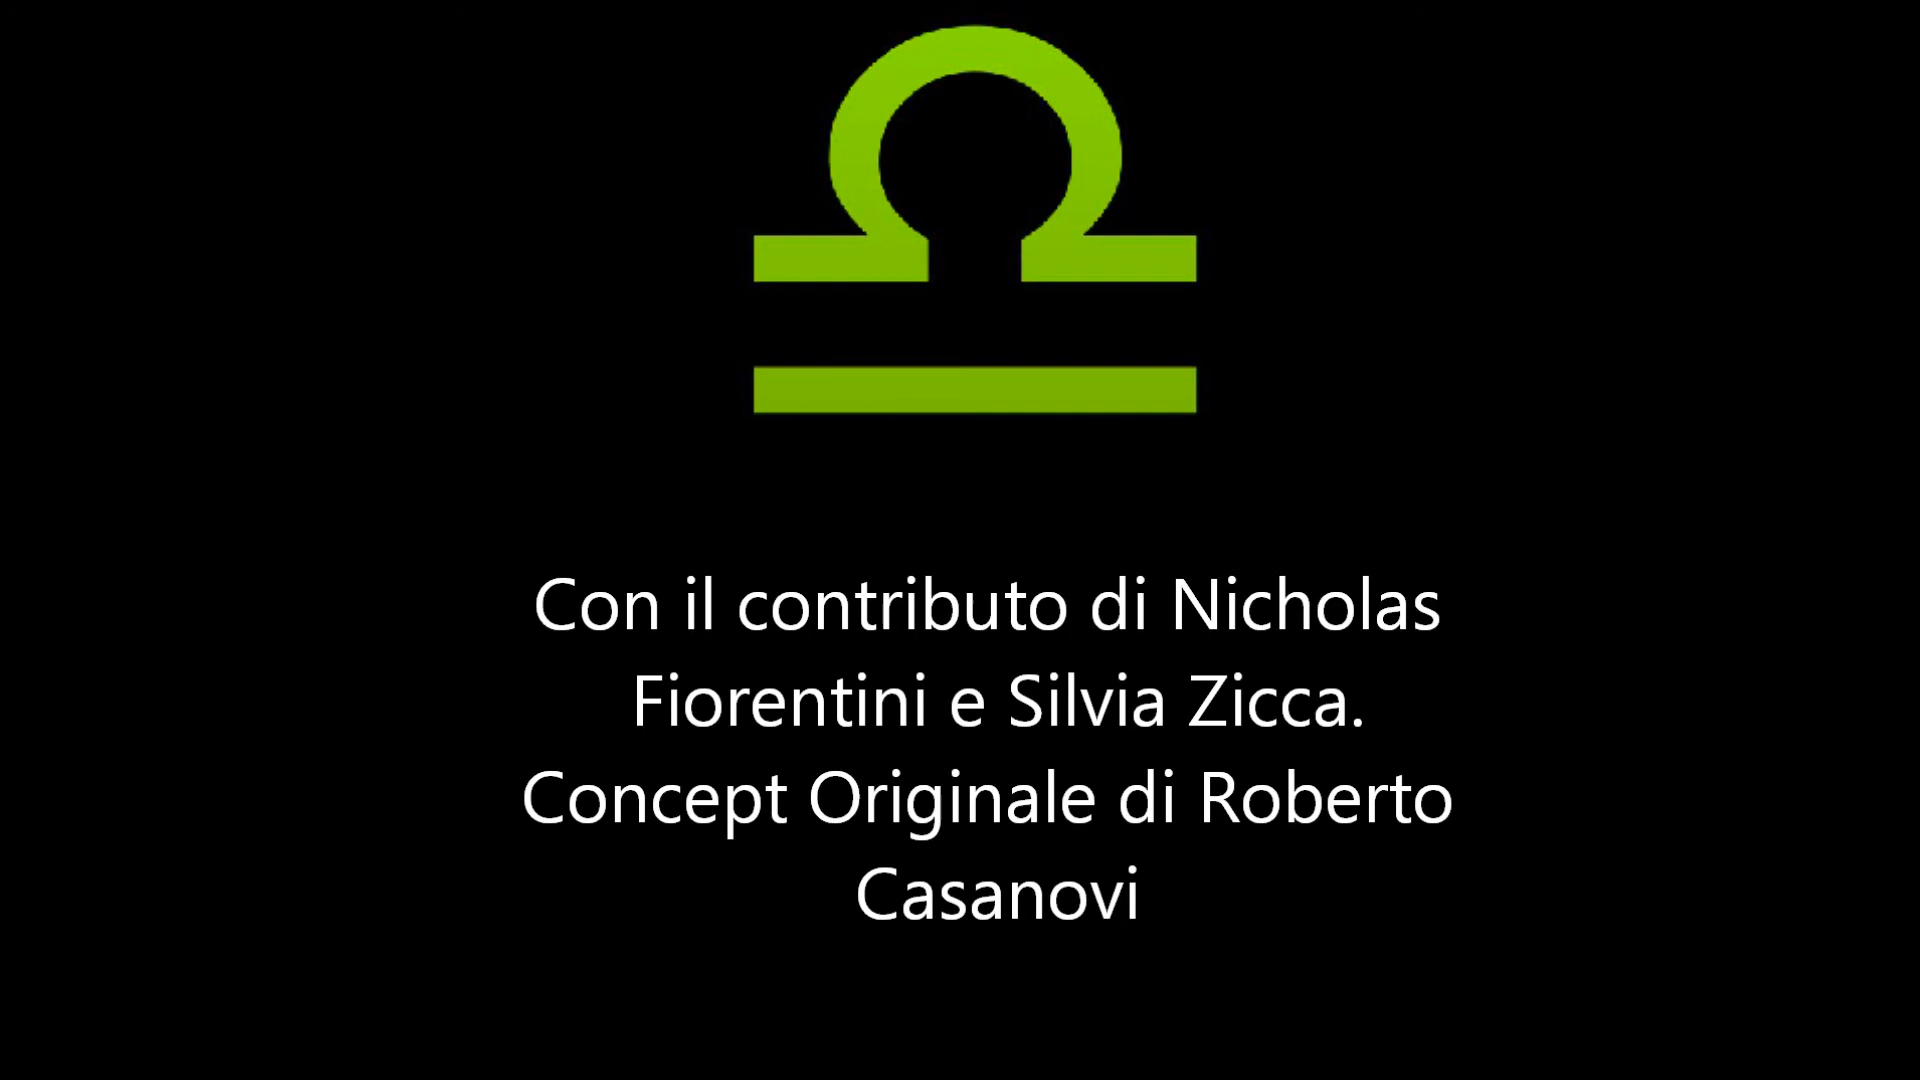 Con il contributo di Nicholas
Fiorentini e Silvia Zicca.
Concept Originale di Roberto
Casanovi